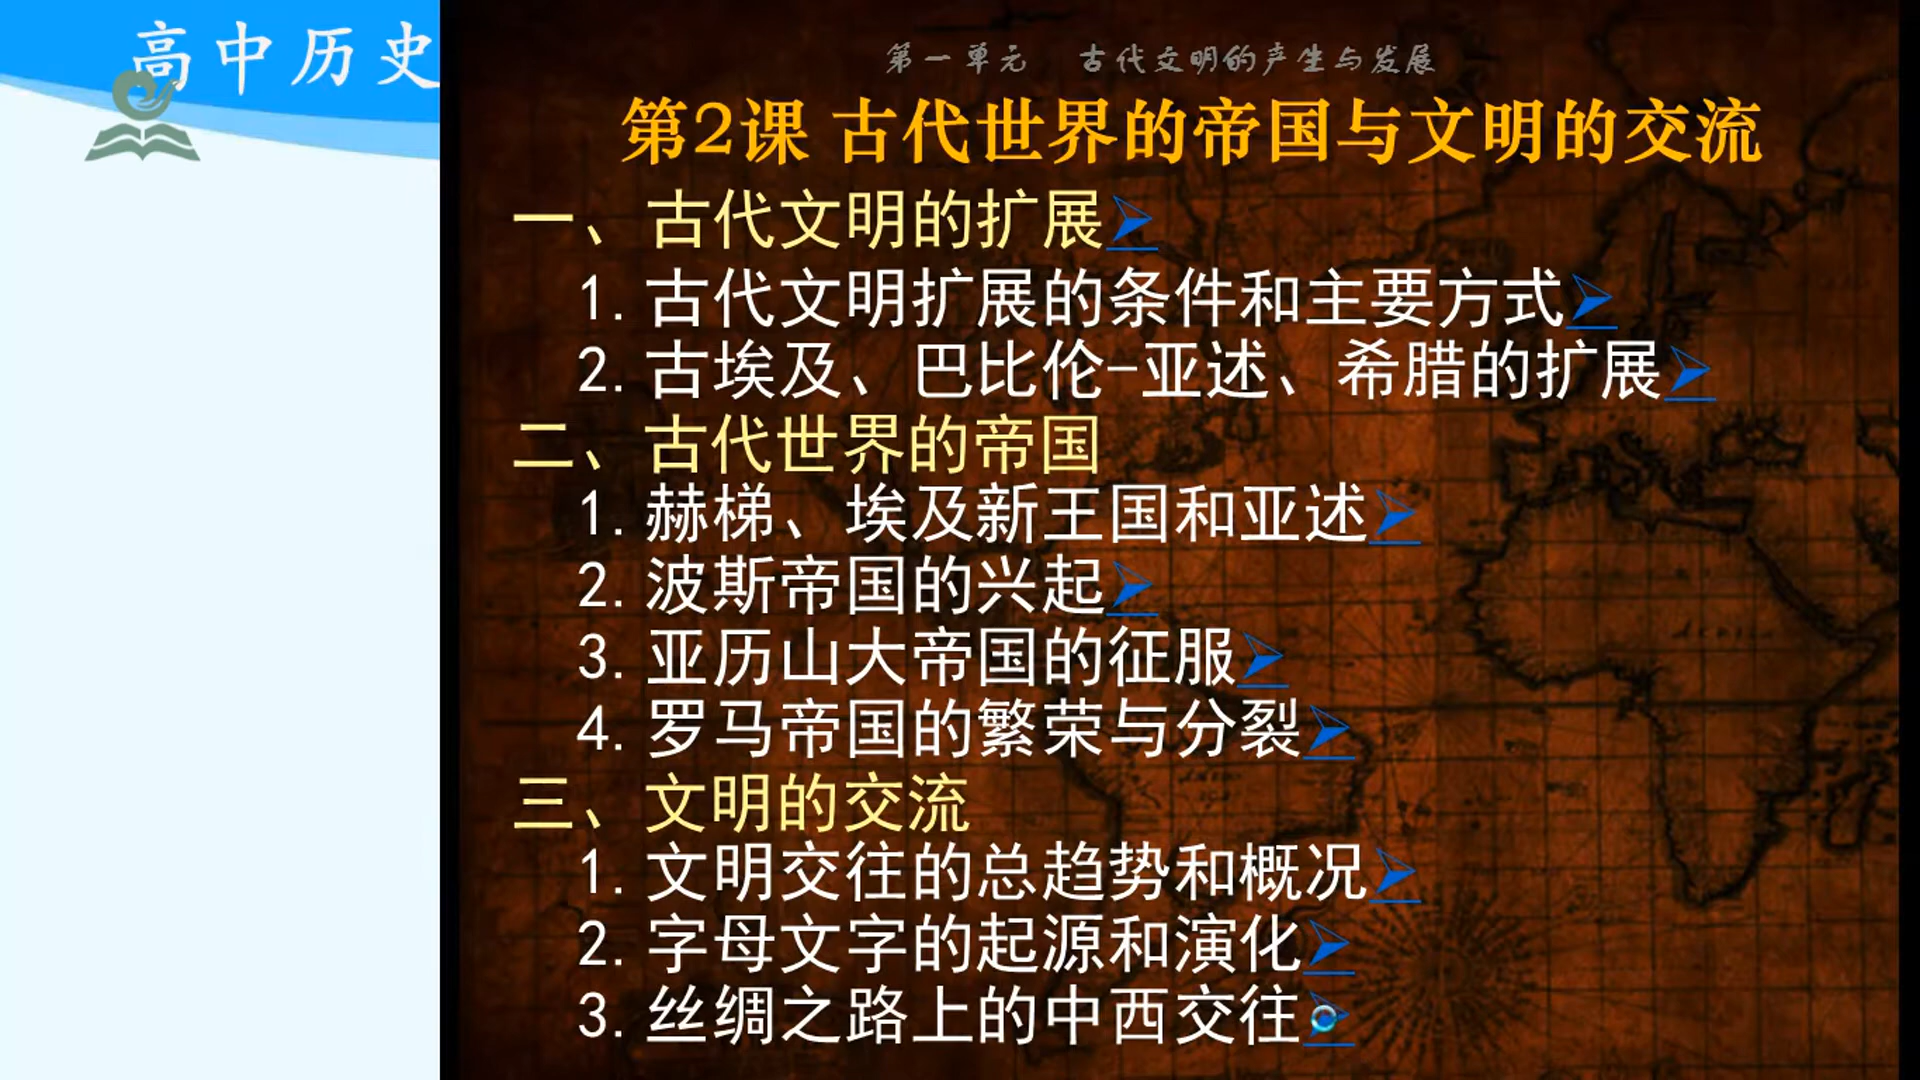 高中历史
第一单元 古代文明的产生与发展
第2课 古代世界的帝国与文明的交流
一、古代文明的扩展
1. 古代文明扩展的条件和主要方式
2. 古埃及、巴比伦-亚述、希腊的扩展
二、古代世界的帝国
1. 赫梯、埃及新王国和亚述
2. 波斯帝国的兴起
3. 亚历山大帝国的征服
4. 罗马帝国的繁荣与分裂
三、文明的交流
1. 文明交往的总趋势和概况
2. 字母文字的起源和演化
3. 丝绸之路上的中西交往